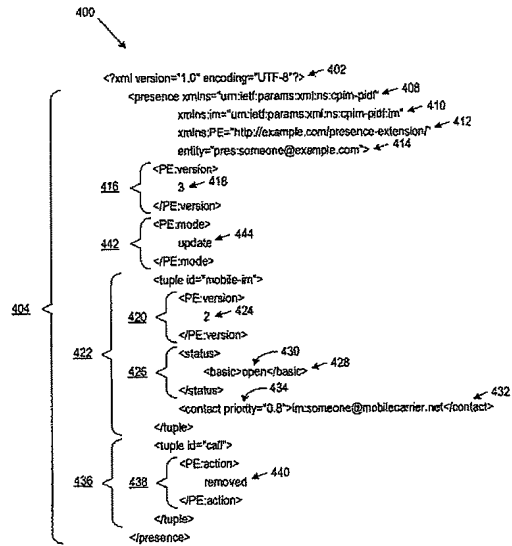 400
<?xml version="1.0" encoding="UTF-8"?> 402
<presence xmlns="urn:ietf:params:xml:ns:cpim-pidf" 408
xmlns:im="urn:ietf:params:xml:ns:cpim-pidf:im" 410
xmlns:PE="http://example.com/presence-extension/" 412
entity="pres:someone@example.com"> 414
<PE:version>
416 3 418
</PE:version>
<PE:mode>
442 update 444
</PE:mode>
<tuple id="mobile-im">
<PE:version>
404 420 2 424
</PE:version>
422 <status> 430
426 <basic>open</basic> 428
</status> 434
<contact priority="0.8">im:someone@mobilecarrier.net</contact> 432
</tuple>
<tuple id="call">
<PE:action>
436 438 removed 440
</PE:action>
</tuple>
</presence>